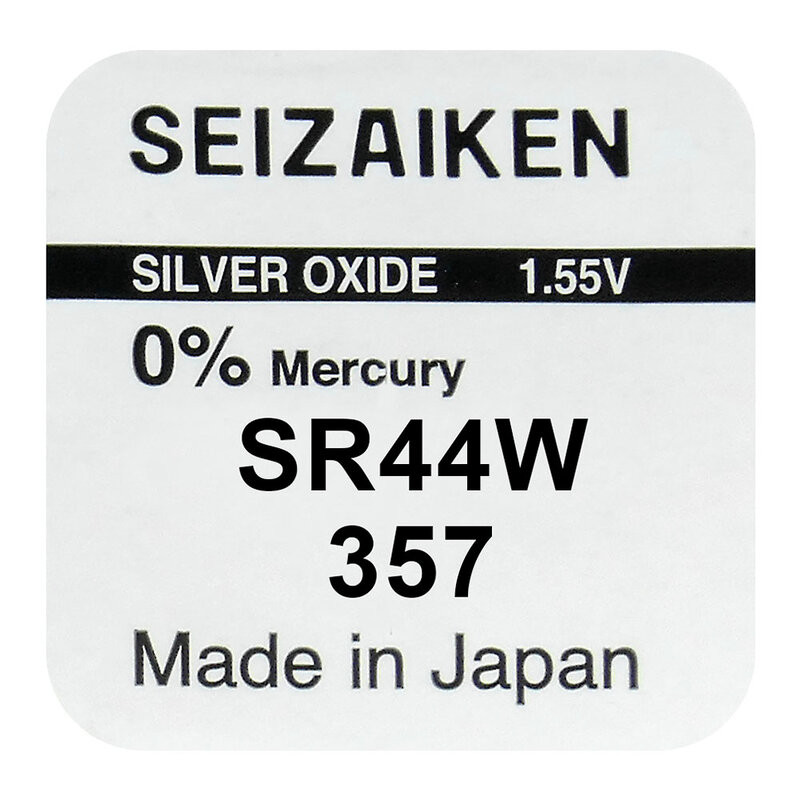 SEIZAIKEN
SILVER OXIDE 1.55V
0% Mercury
SR44W
357
Made in Japan